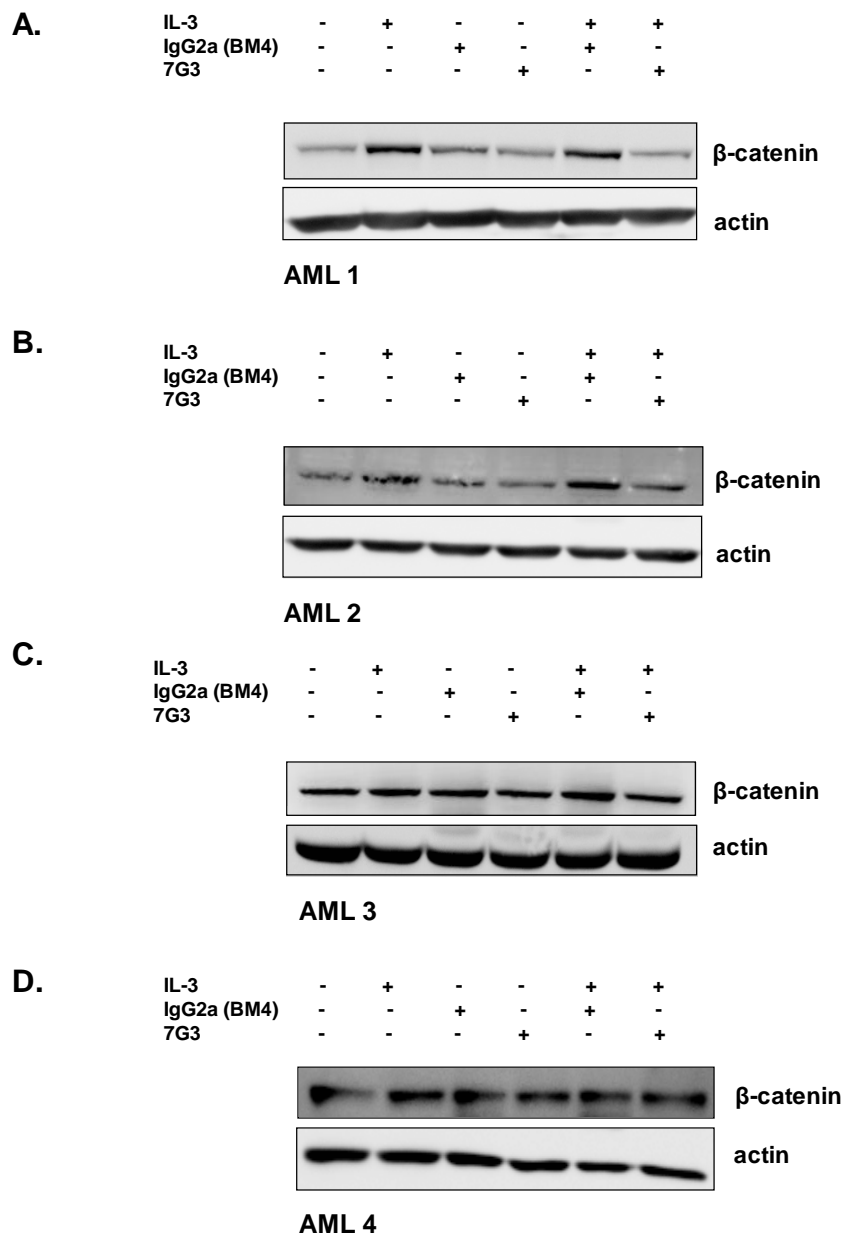 A.
IL-3 - + - - + +
IgG2a (BM4) - - + - + -
7G3 - - - + - +
β-catenin
actin
AML 1
B.
IL-3 - + - - + +
IgG2a (BM4) - - + - + -
7G3 - - - + - +
β-catenin
actin
AML 2
C.
IL-3 - + - - + +
IgG2a (BM4) - - + - + -
7G3 - - - + - +
β-catenin
actin
AML 3
D.
IL-3 - + - - + +
IgG2a (BM4) - - + - + -
7G3 - - - + - +
β-catenin
actin
AML 4